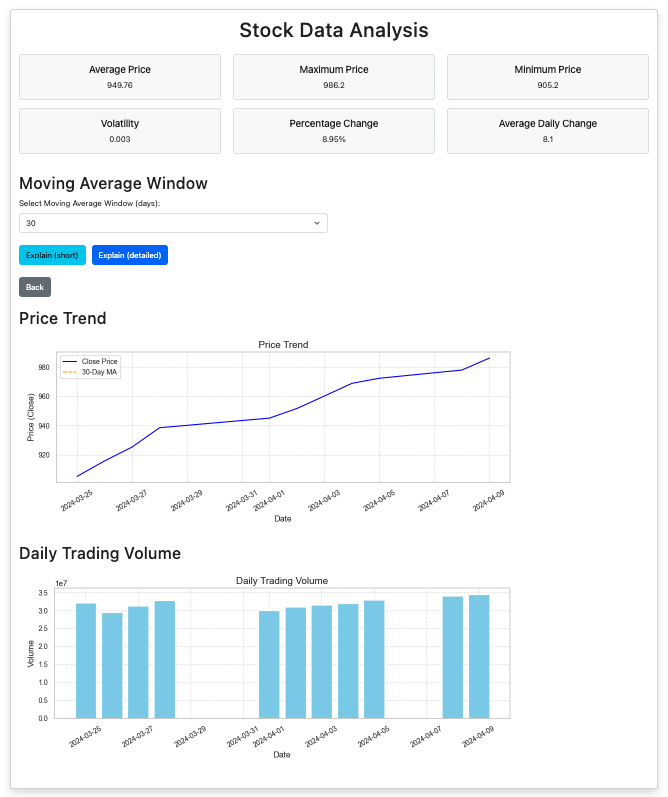 Stock Data Analysis
Average Price
949.76
Maximum Price
986.2
Minimum Price
905.2
Volatility
0.003
Percentage Change
8.95%
Average Daily Change
8.1
Moving Average Window
Select Moving Average Window (days):
30
Explain (short)
Explain (detailed)
Back
Price Trend
Price Trend
Close Price
30-Day MA
980
960
940
920
Price (Close)
2024-03-25
2024-03-27
2024-03-29
2024-03-31
2024-04-01
2024-04-03
2024-04-05
2024-04-07
2024-04-09
Date
Daily Trading Volume
Daily Trading Volume
1e7
3.5
3.0
2.5
2.0
1.5
1.0
0.5
0.0
Volume
2024-03-25
2024-03-27
2024-03-29
2024-03-31
2024-04-01
2024-04-03
2024-04-05
2024-04-07
2024-04-09
Date